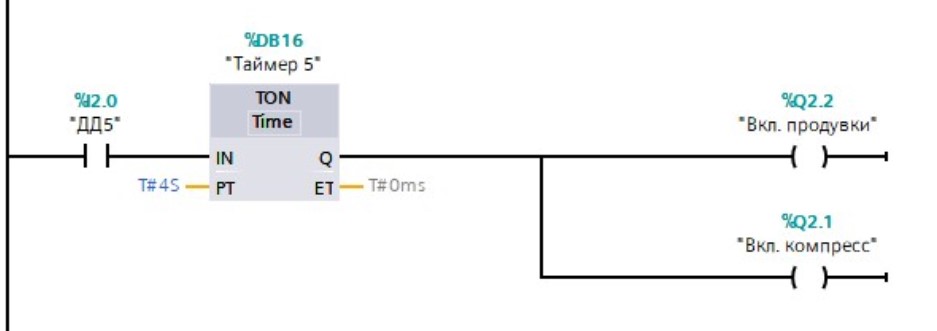 %DB16
"Таймер 5"
%I2.0
"ДД5"
TON
Time
IN
Q
T#4S
PT
ET
T#0ms
%Q2.2
"Вкл. продувки"
%Q2.1
"Вкл. компресс"